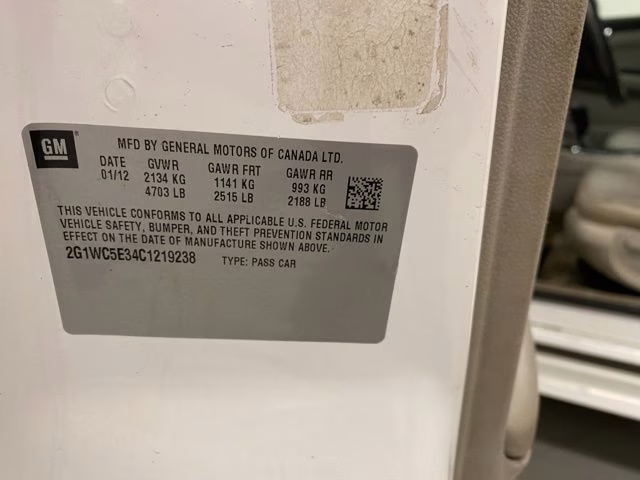 GM
MFD BY GENERAL MOTORS OF CANADA LTD.
DATE GVWR GAWR FRT GAWR RR
01/12 2134 KG 1141 KG 993 KG
4703 LB 2515 LB 2188 LB
THIS VEHICLE CONFORMS TO ALL APPLICABLE U.S. FEDERAL MOTOR
VEHICLE SAFETY, BUMPER, AND THEFT PREVENTION STANDARDS IN
EFFECT ON THE DATE OF MANUFACTURE SHOWN ABOVE.
2G1WC5E34C1219238 TYPE: PASS CAR